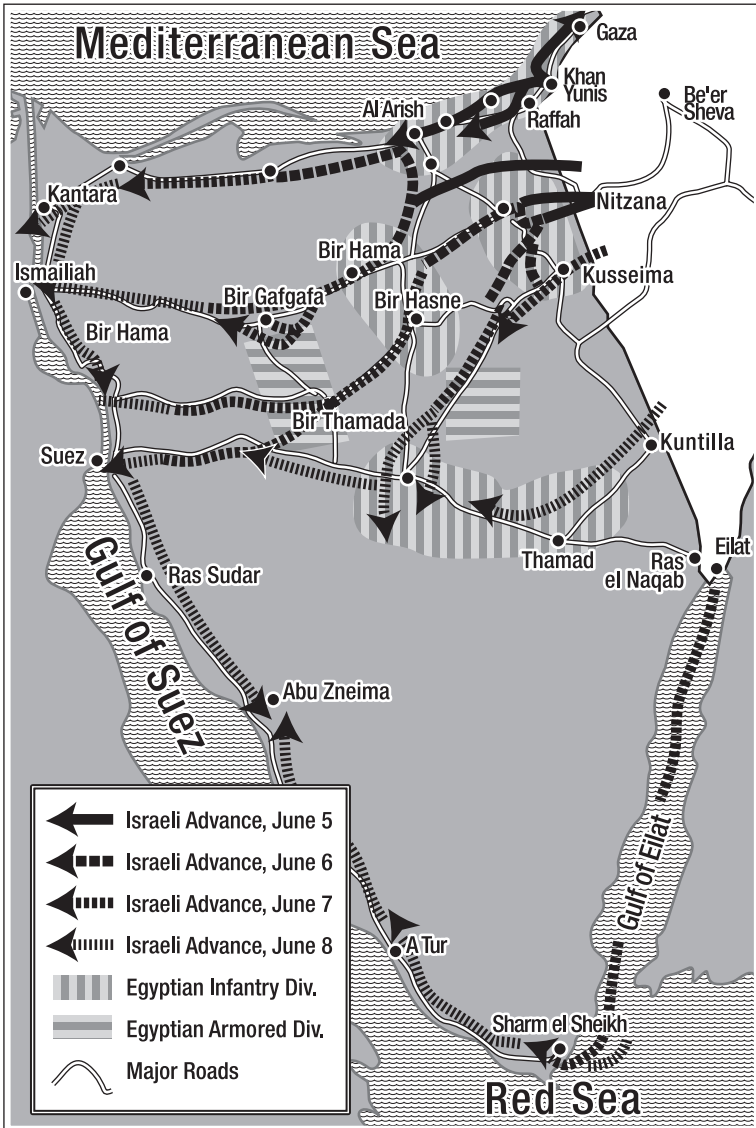 Mediterranean Sea
Gaza
Khan
Yunis
Be'er
Sheva
Al Arish
Raffah
Kantara
Nitzana
Bir Hama
Kusseima
Ismailiah
Bir Gafgafa
Bir Hasne
Bir Hama
Bir Thamada
Suez
Kuntilla
Thamad
Ras
el Naqab
Eilat
Gulf of Suez
Ras Sudar
Abu Zneima
Gulf of Eilat
A Tur
Sharm el Sheikh
Red Sea
Israeli Advance, June 5
Israeli Advance, June 6
Israeli Advance, June 7
Israeli Advance, June 8
Egyptian Infantry Div.
Egyptian Armored Div.
Major Roads